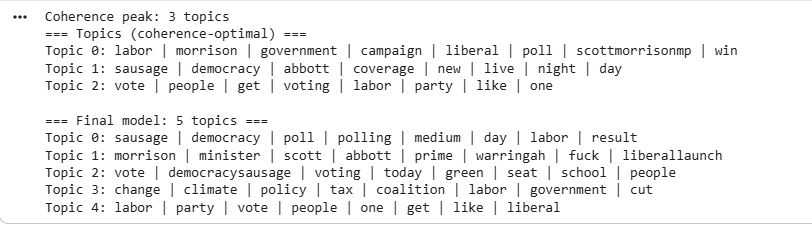 Coherence peak: 3 topics
=== Topics (coherence-optimal) ===
Topic 0: labor | morrison | government | campaign | liberal | poll | scottmorrisonmp | win
Topic 1: sausage | democracy | abbott | coverage | new | live | night | day
Topic 2: vote | people | get | voting | labor | party | like | one
=== Final model: 5 topics ===
Topic 0: sausage | democracy | poll | polling | medium | day | labor | result
Topic 1: morrison | minister | scott | abbott | prime | warringah | fuck | liberallaunch
Topic 2: vote | democracysausage | voting | today | green | seat | school | people
Topic 3: change | climate | policy | tax | coalition | labor | government | cut
Topic 4: labor | party | vote | people | one | get | like | liberal